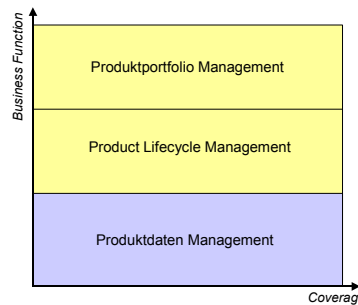 Business Function
Produktportfolio Management
Product Lifecycle Management
Produktdaten Management
Coverag